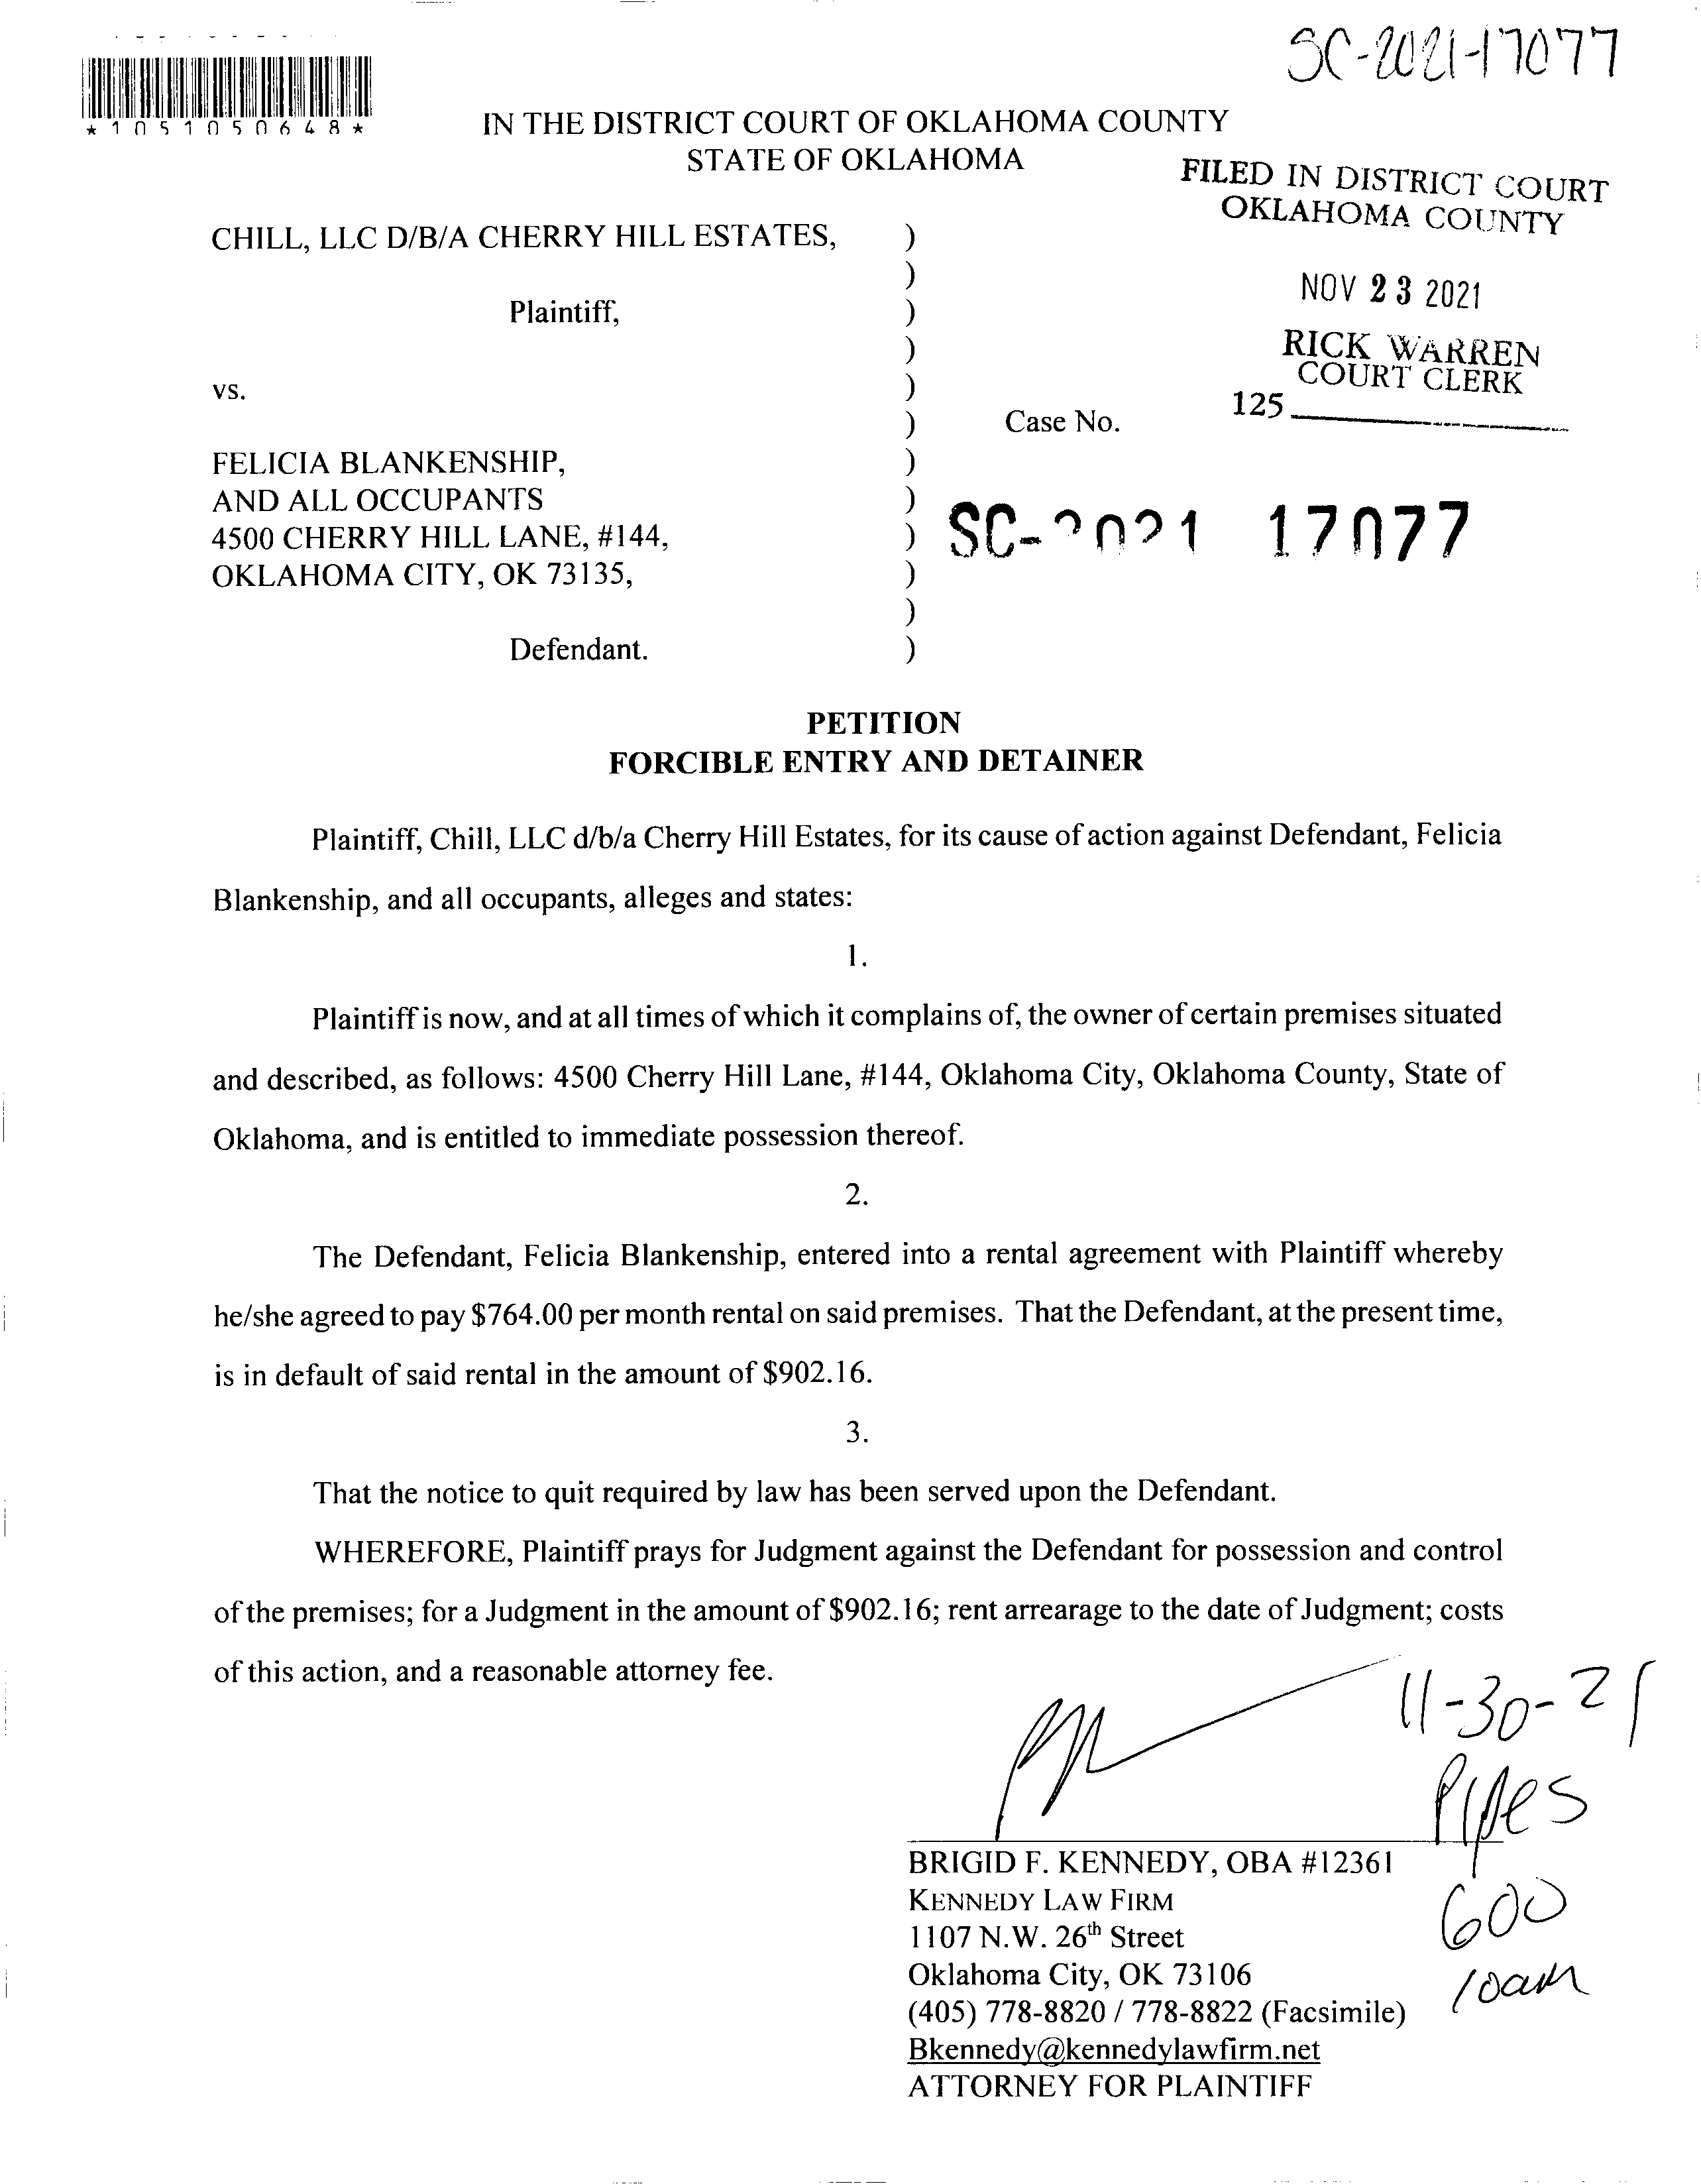 SC-2021-17077
*1051050648*
IN THE DISTRICT COURT OF OKLAHOMA COUNTY
STATE OF OKLAHOMA
FILED IN DISTRICT COURT
OKLAHOMA COUNTY
NOV 23 2021
RICK WARREN
COURT CLERK
125
CHILL, LLC D/B/A CHERRY HILL ESTATES, )
)
Plaintiff, )
)
vs. )
) Case No.
FELICIA BLANKENSHIP, )
AND ALL OCCUPANTS )
4500 CHERRY HILL LANE, #144, ) SC-2021 17077
OKLAHOMA CITY, OK 73135, )
)
Defendant. )
PETITION
FORCIBLE ENTRY AND DETAINER
Plaintiff, Chill, LLC d/b/a Cherry Hill Estates, for its cause of action against Defendant, Felicia
Blankenship, and all occupants, alleges and states:
1.
Plaintiff is now, and at all times of which it complains of, the owner of certain premises situated
and described, as follows: 4500 Cherry Hill Lane, #144, Oklahoma City, Oklahoma County, State of
Oklahoma, and is entitled to immediate possession thereof.
2.
The Defendant, Felicia Blankenship, entered into a rental agreement with Plaintiff whereby
he/she agreed to pay $764.00 per month rental on said premises. That the Defendant, at the present time,
is in default of said rental in the amount of $902.16.
3.
That the notice to quit required by law has been served upon the Defendant.
WHEREFORE, Plaintiff prays for Judgment against the Defendant for possession and control
of the premises; for a Judgment in the amount of $902.16; rent arrearage to the date of Judgment; costs
of this action, and a reasonable attorney fee.
11-30-21
Pipes
600
10am
BRIGID F. KENNEDY, OBA #12361
KENNEDY LAW FIRM
1107 N.W. 26th Street
Oklahoma City, OK 73106
(405) 778-8820 / 778-8822 (Facsimile)
Bkennedy@kennedylawfirm.net
ATTORNEY FOR PLAINTIFF